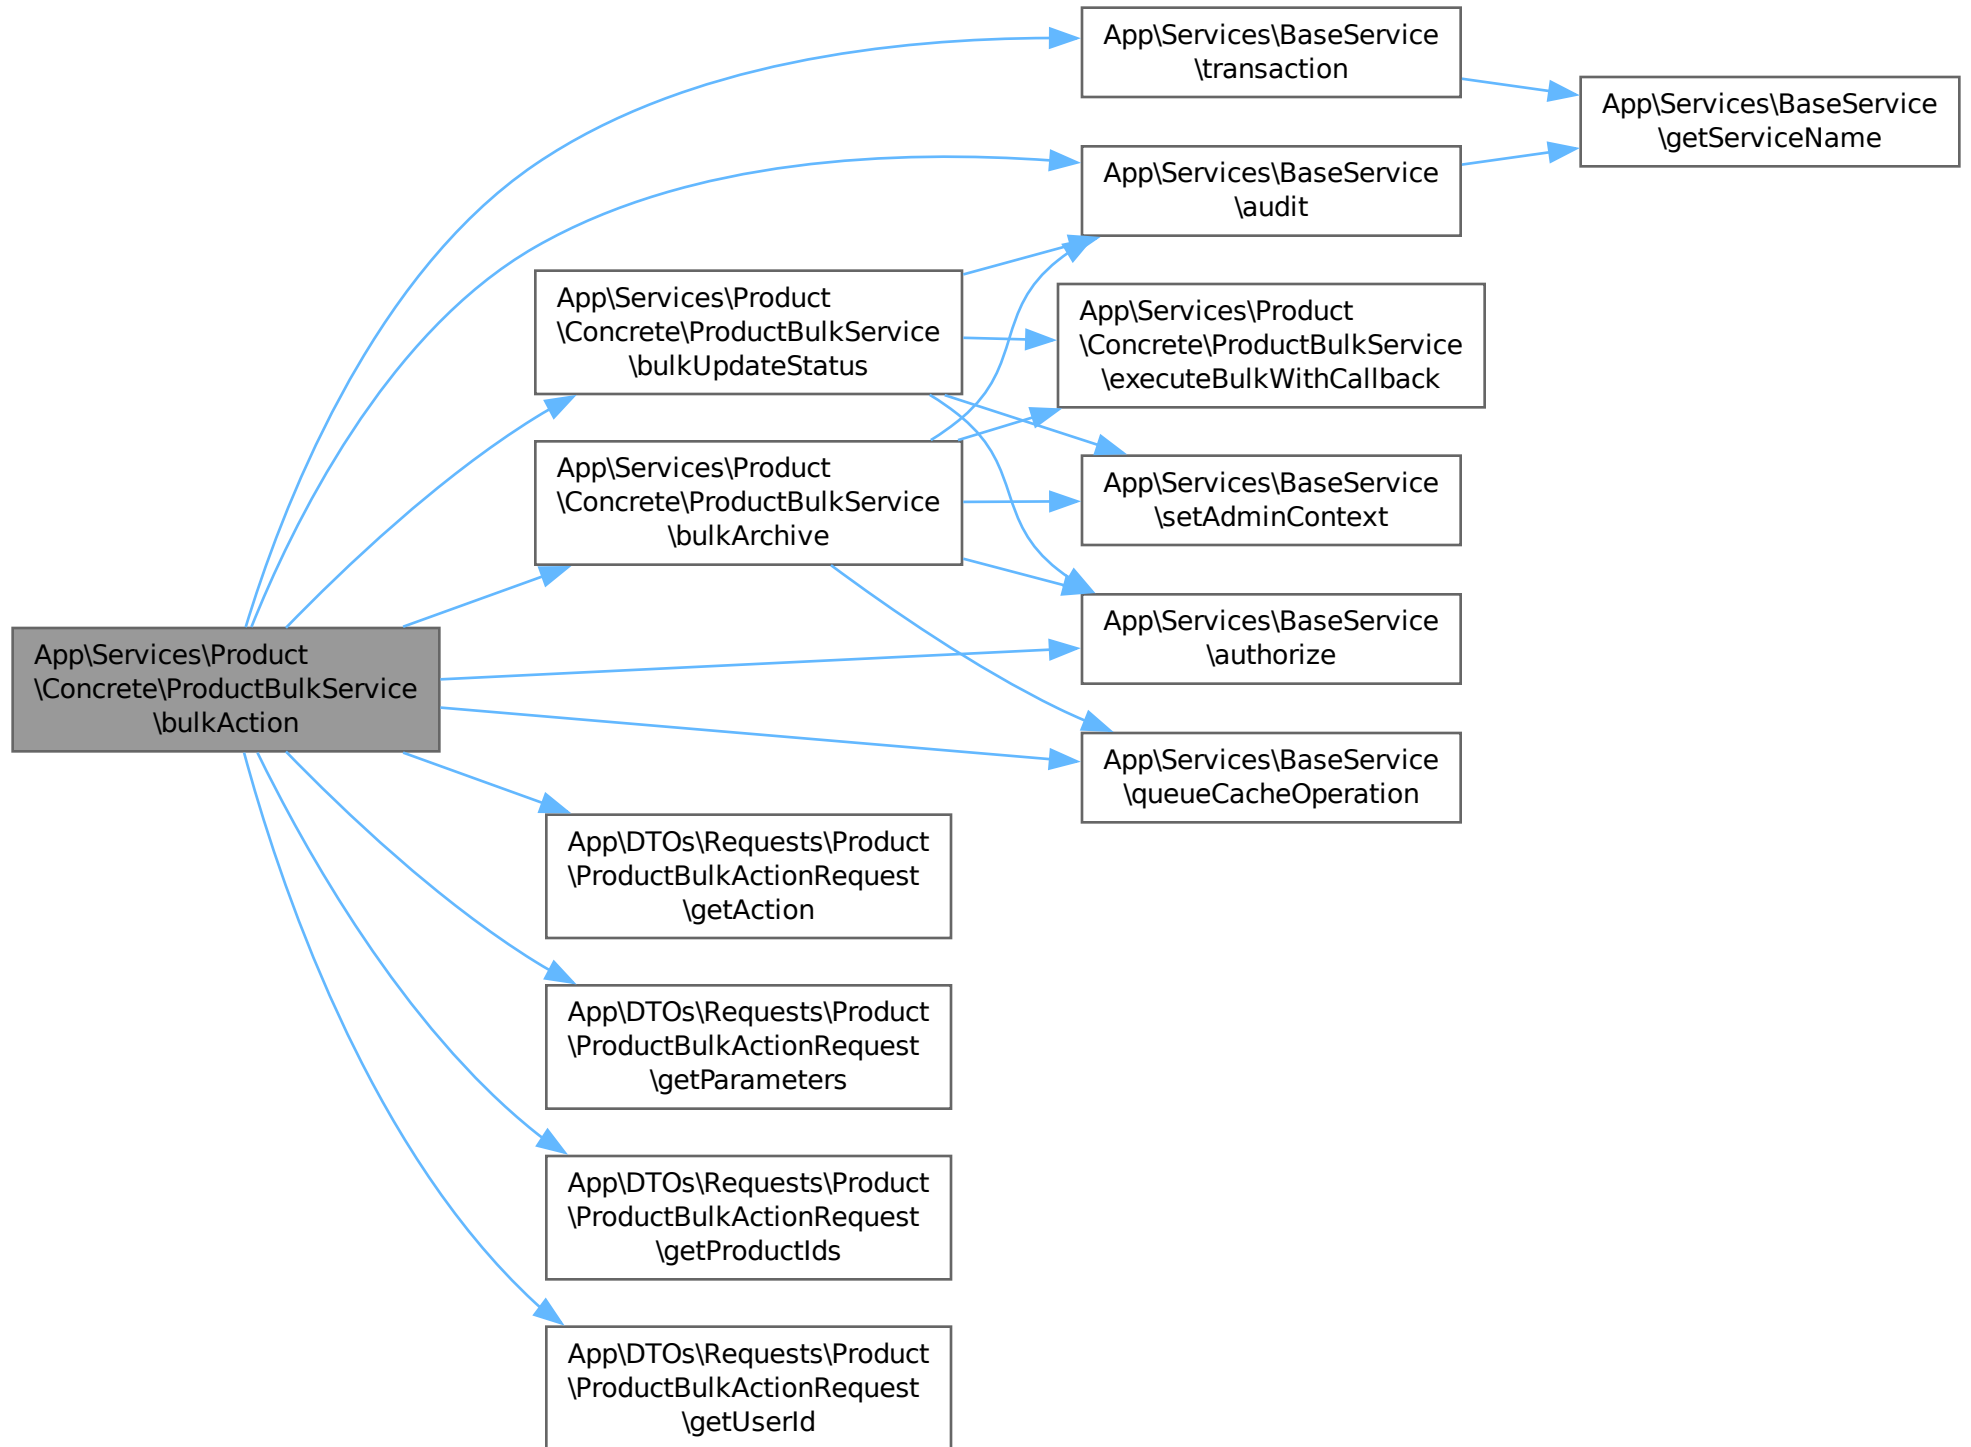 App\Services\BaseService
\transaction
App\Services\BaseService
\getServiceName
App\Services\BaseService
\audit
App\Services\Product
\Concrete\ProductBulkService
\bulkUpdateStatus
App\Services\Product
\Concrete\ProductBulkService
\executeBulkWithCallback
App\Services\Product
\Concrete\ProductBulkService
\bulkArchive
App\Services\BaseService
\setAdminContext
App\Services\BaseService
\authorize
App\Services\Product
\Concrete\ProductBulkService
\bulkAction
App\Services\BaseService
\queueCacheOperation
App\DTOs\Requests\Product
\ProductBulkActionRequest
\getAction
App\DTOs\Requests\Product
\ProductBulkActionRequest
\getParameters
App\DTOs\Requests\Product
\ProductBulkActionRequest
\getProductIds
App\DTOs\Requests\Product
\ProductBulkActionRequest
\getUserId